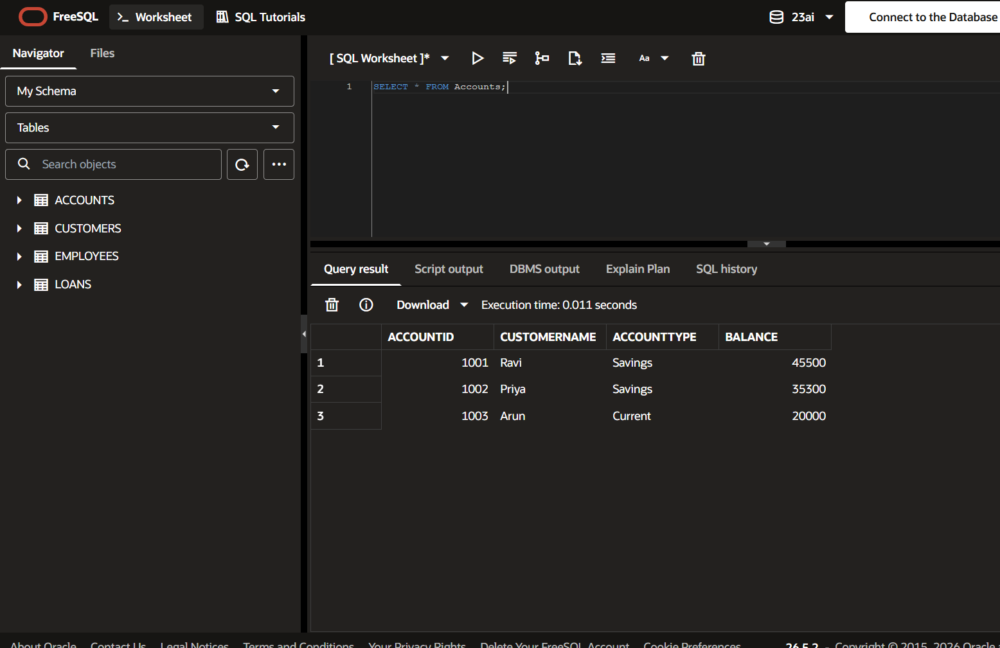 FreeSQL
Worksheet
SQL Tutorials
23ai
Connect to the Database
Navigator
Files
My Schema
Tables
Search objects
ACCOUNTS
CUSTOMERS
EMPLOYEES
LOANS
[ SQL Worksheet ]*
Aa
1 SELECT * FROM Accounts;
Query result
Script output
DBMS output
Explain Plan
SQL history
Download
Execution time: 0.011 seconds
ACCOUNTID CUSTOMERNAME ACCOUNTTYPE BALANCE
1 1001 Ravi Savings 45500
2 1002 Priya Savings 35300
3 1003 Arun Current 20000
About Oracle
Contact Us
Legal Notices
Terms and Conditions
Your Privacy Rights
Delete Your FreeSQL Account
Cookie Preferences
26.5.2 - Copyright © 2015, 2026 Oracle